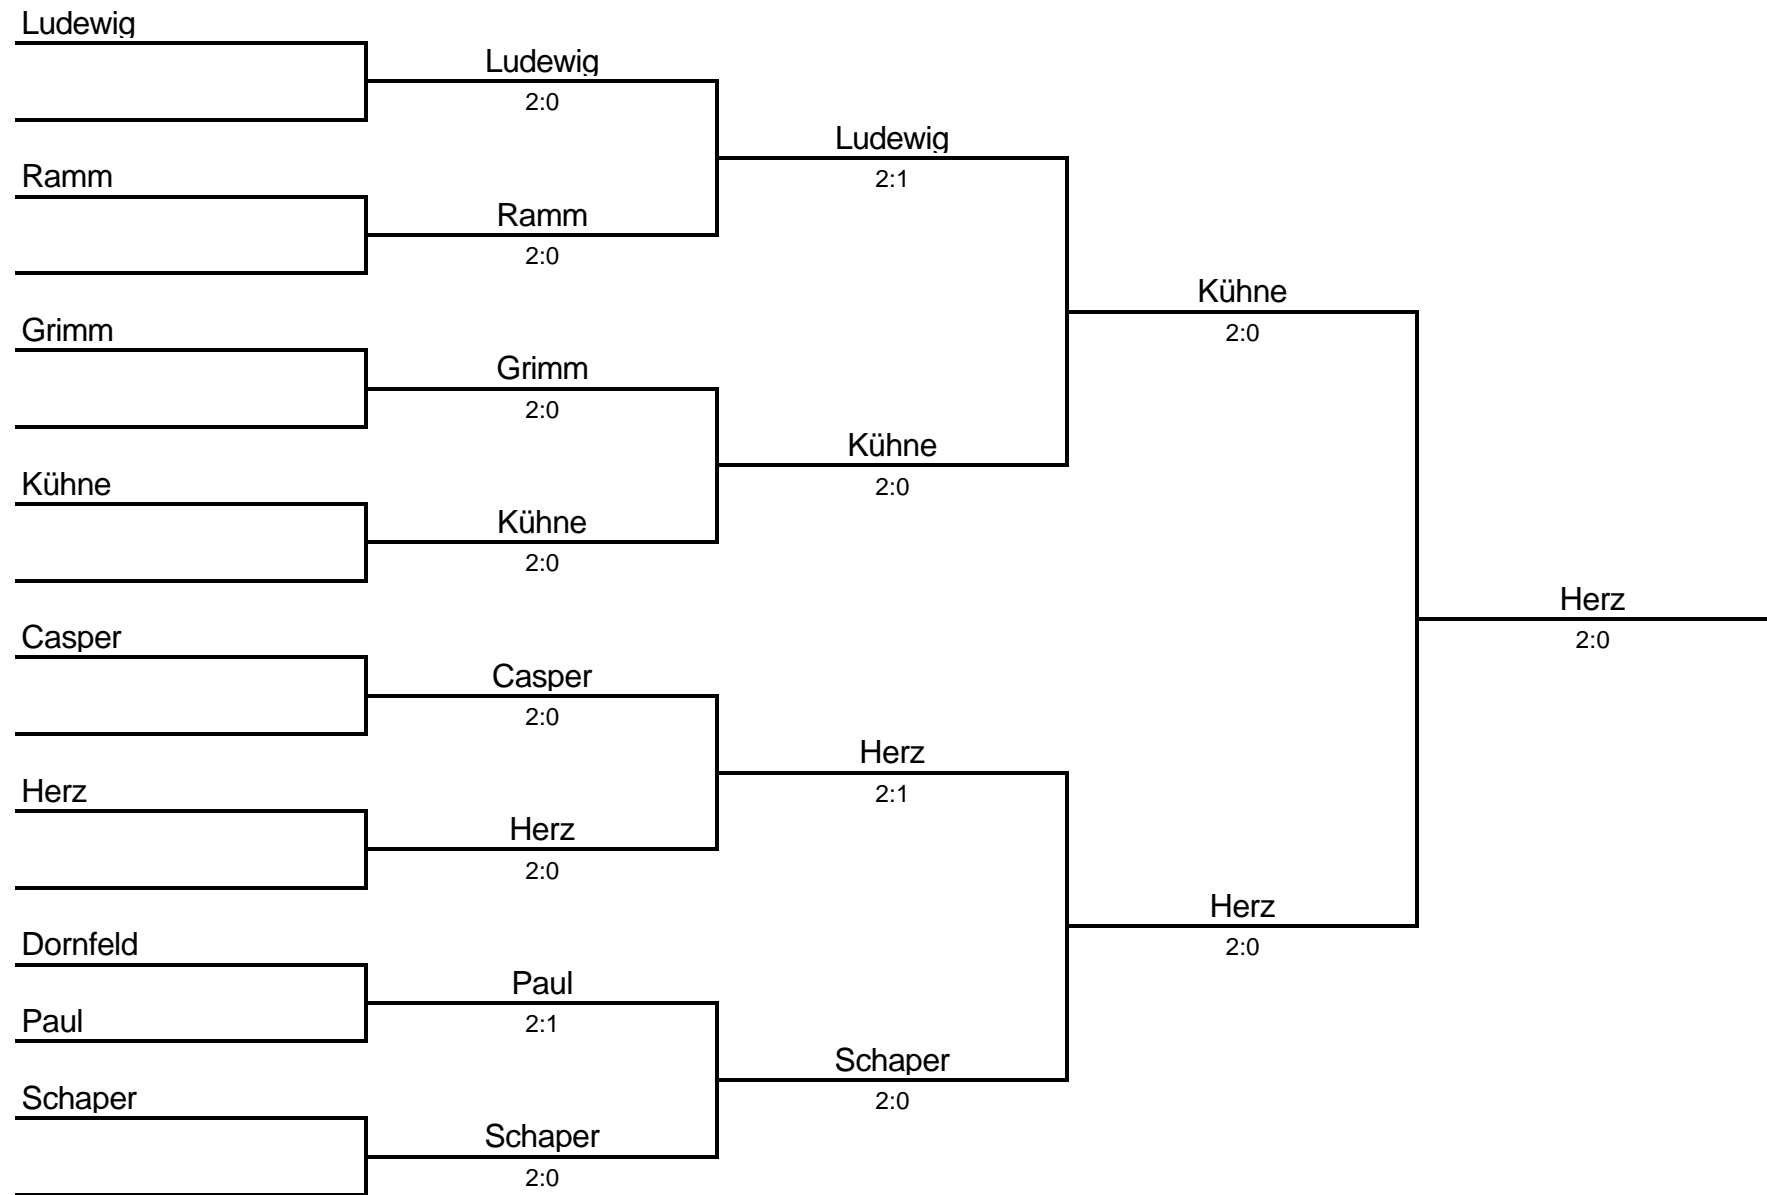 Ludewig
Ludewig
2:0
Ludewig
2:1
Ramm
Ramm
2:0
Kühne
2:0
Grimm
Grimm
2:0
Kühne
2:0
Kühne
Kühne
2:0
Herz
2:0
Casper
Casper
2:0
Herz
2:1
Herz
Herz
2:0
Herz
2:0
Dornfeld
Paul
2:1
Paul
Schaper
2:0
Schaper
Schaper
2:0